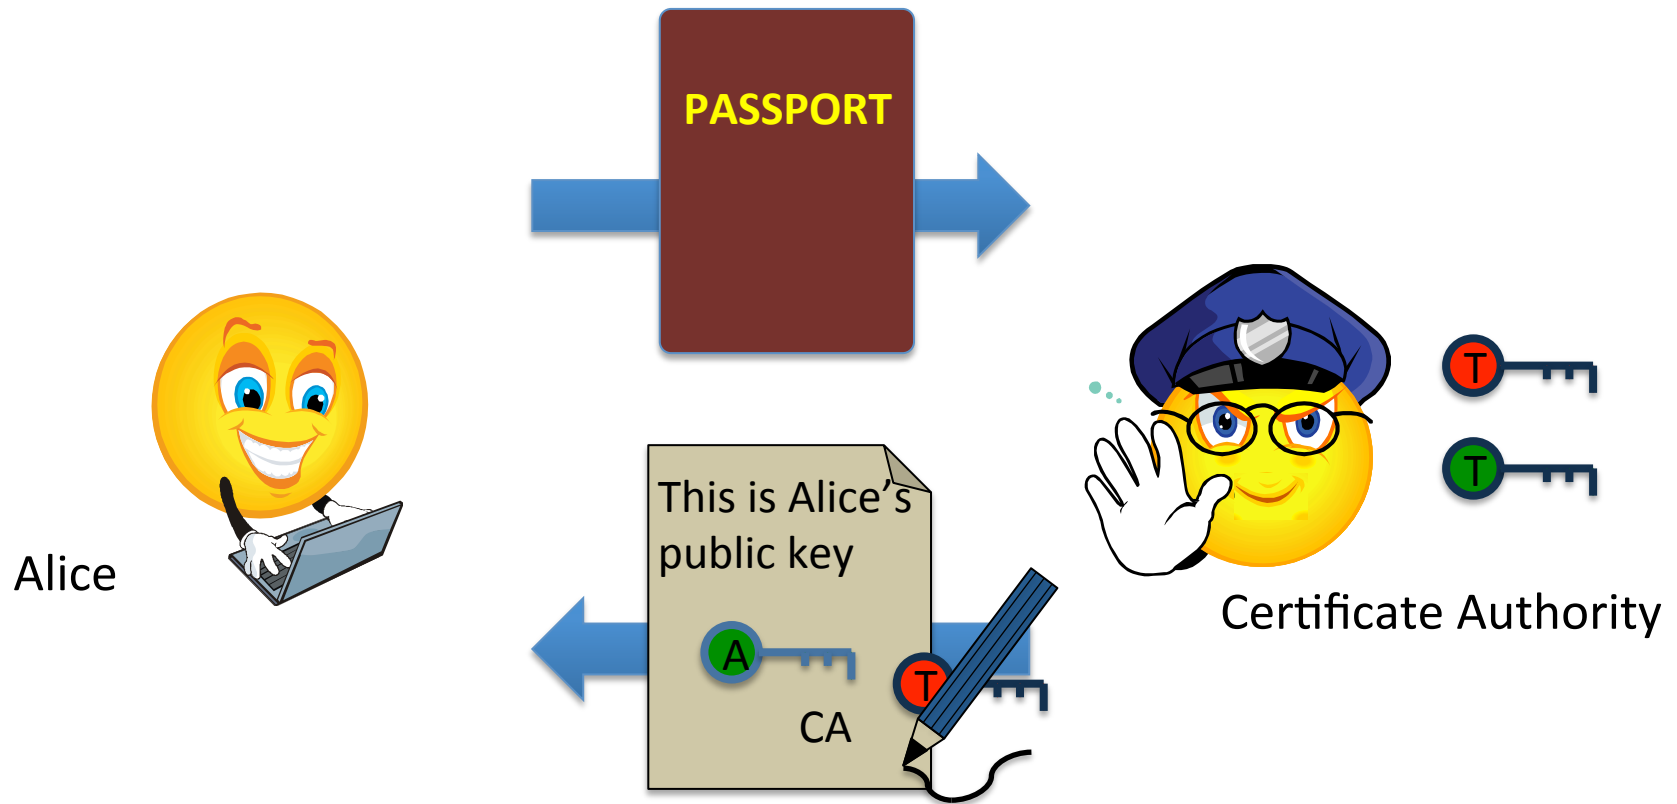 PASSPORT
T
T
This is Alice's
public key
Alice
Certificate Authority
A
T
CA